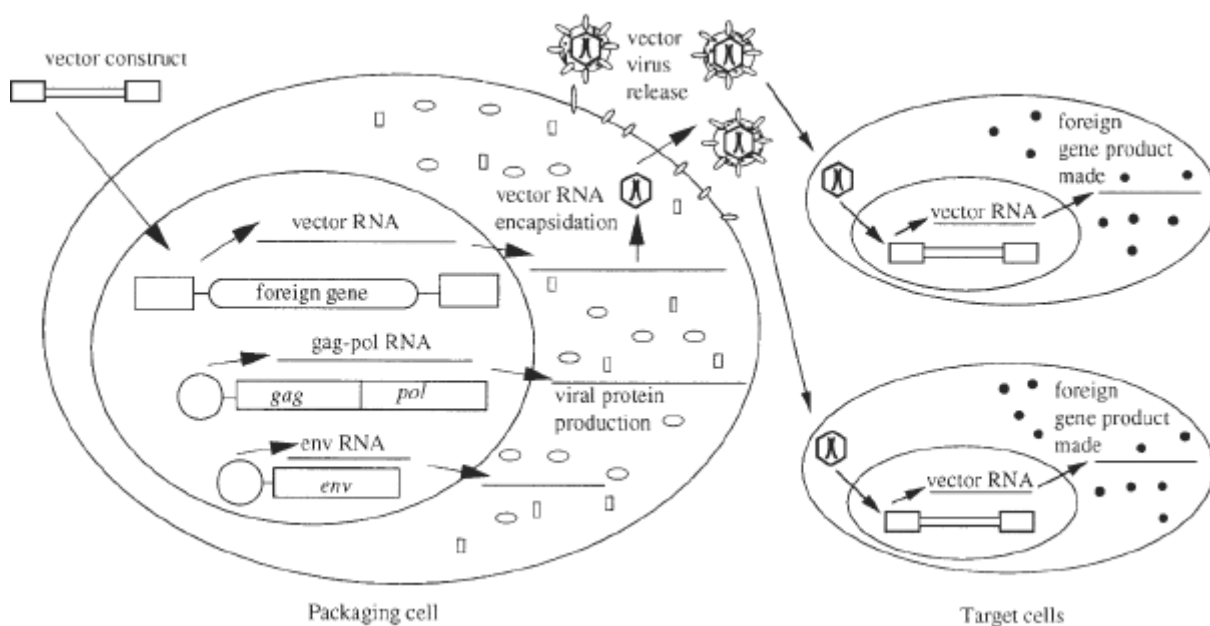 vector construct
vector
virus
release
vector RNA
encapsidation
vector RNA
foreign gene
gag-pol RNA
gag
pol
viral protein
production
env RNA
env
Packaging cell
foreign
gene product
made
vector RNA
foreign
gene product
made
vector RNA
Target cells